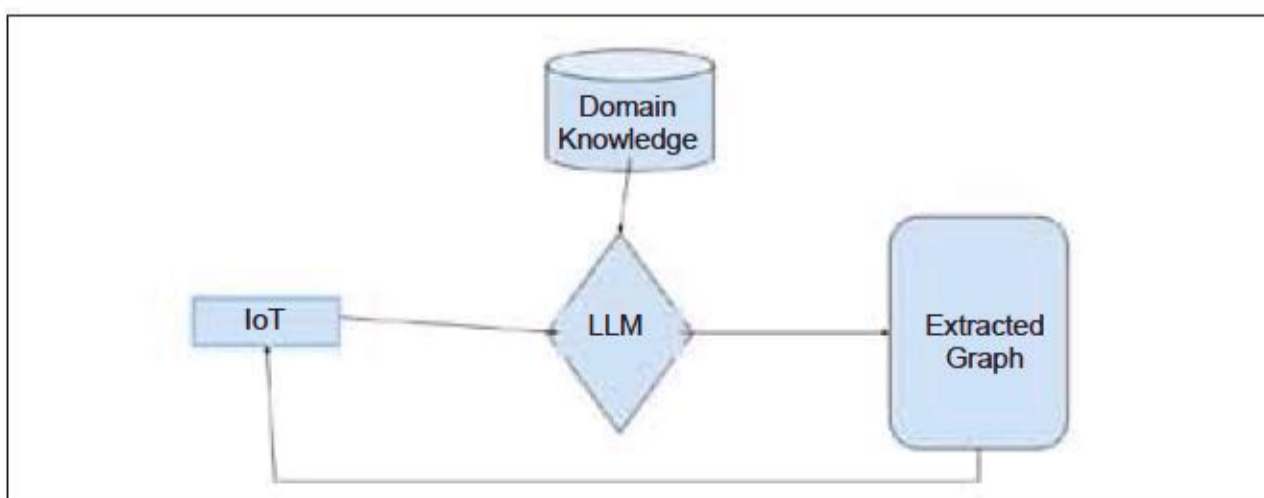 Domain
Knowledge
IoT
LLM
Extracted
Graph